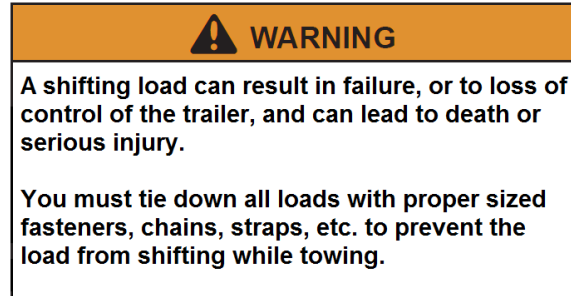 WARNING
A shifting load can result in failure, or to loss of
control of the trailer, and can lead to death or
serious injury.
You must tie down all loads with proper sized
fasteners, chains, straps, etc. to prevent the
load from shifting while towing.